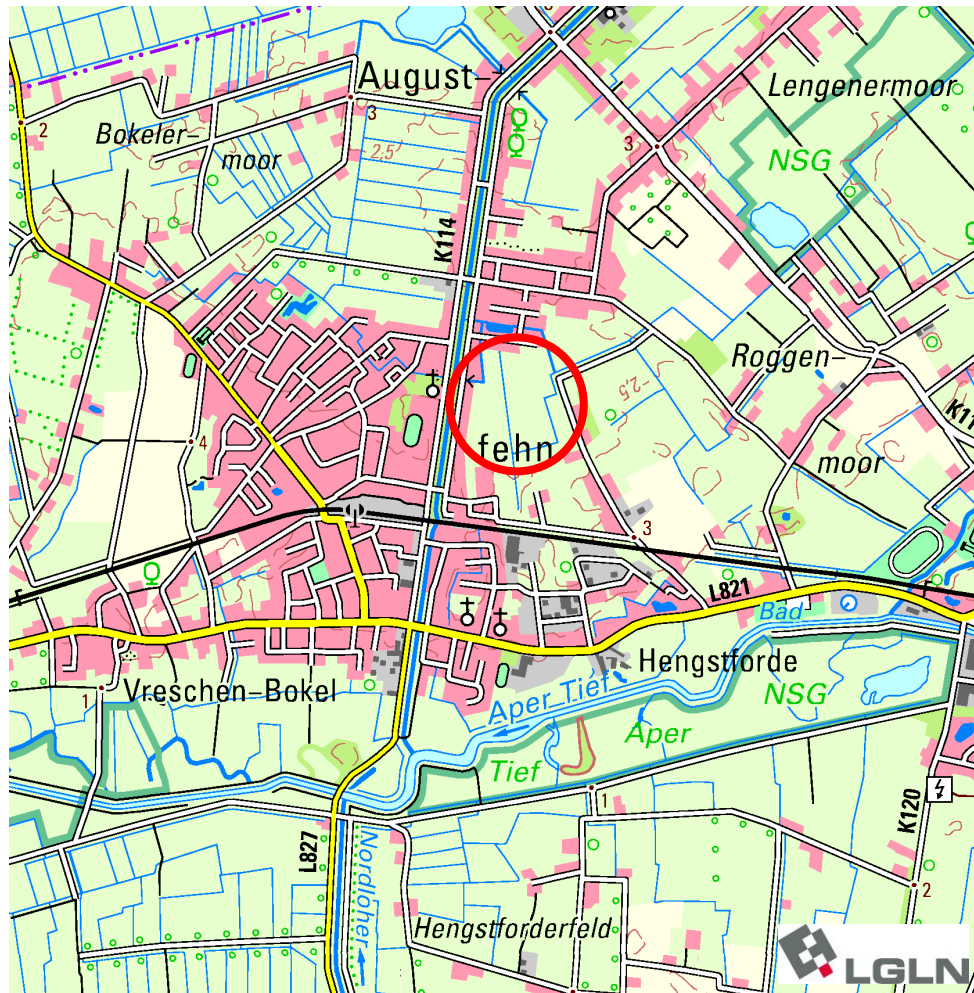 August-
Lengenermoor
2
3
Bokeler-
moor
2,5
3
NSG
K114
Roggen-
2,5
K11
fehn
4
moor
3
L821
Bad
Hengstforde
1
Vreschen-Bokel
NSG
Aper Tief
Aper
Tief
1
K120
L827
Nordloher
2
Hengstforderfeld
LGLN